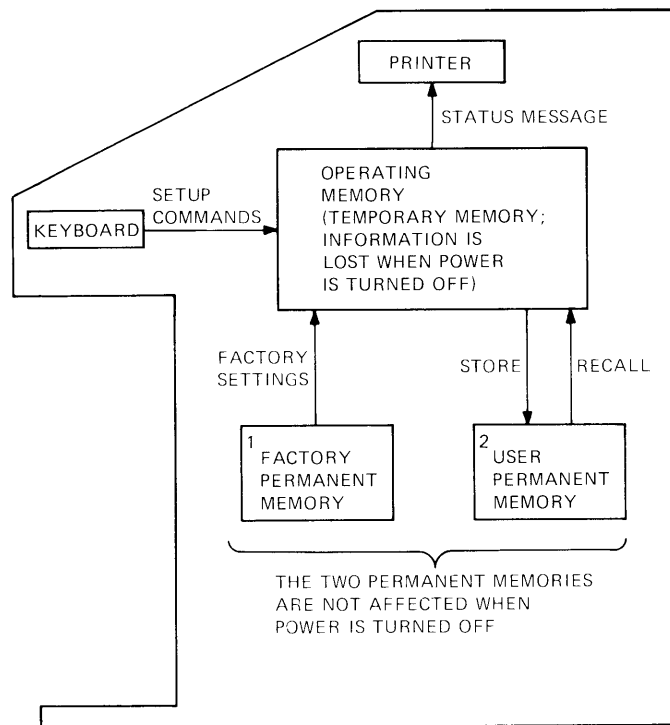 PRINTER
STATUS MESSAGE
OPERATING
MEMORY
(TEMPORARY MEMORY;
INFORMATION IS
LOST WHEN POWER
IS TURNED OFF)
SETUP
COMMANDS
KEYBOARD
FACTORY
SETTINGS
STORE
RECALL
1
FACTORY
PERMANENT
MEMORY
2
USER
PERMANENT
MEMORY
THE TWO PERMANENT MEMORIES
ARE NOT AFFECTED WHEN
POWER IS TURNED OFF